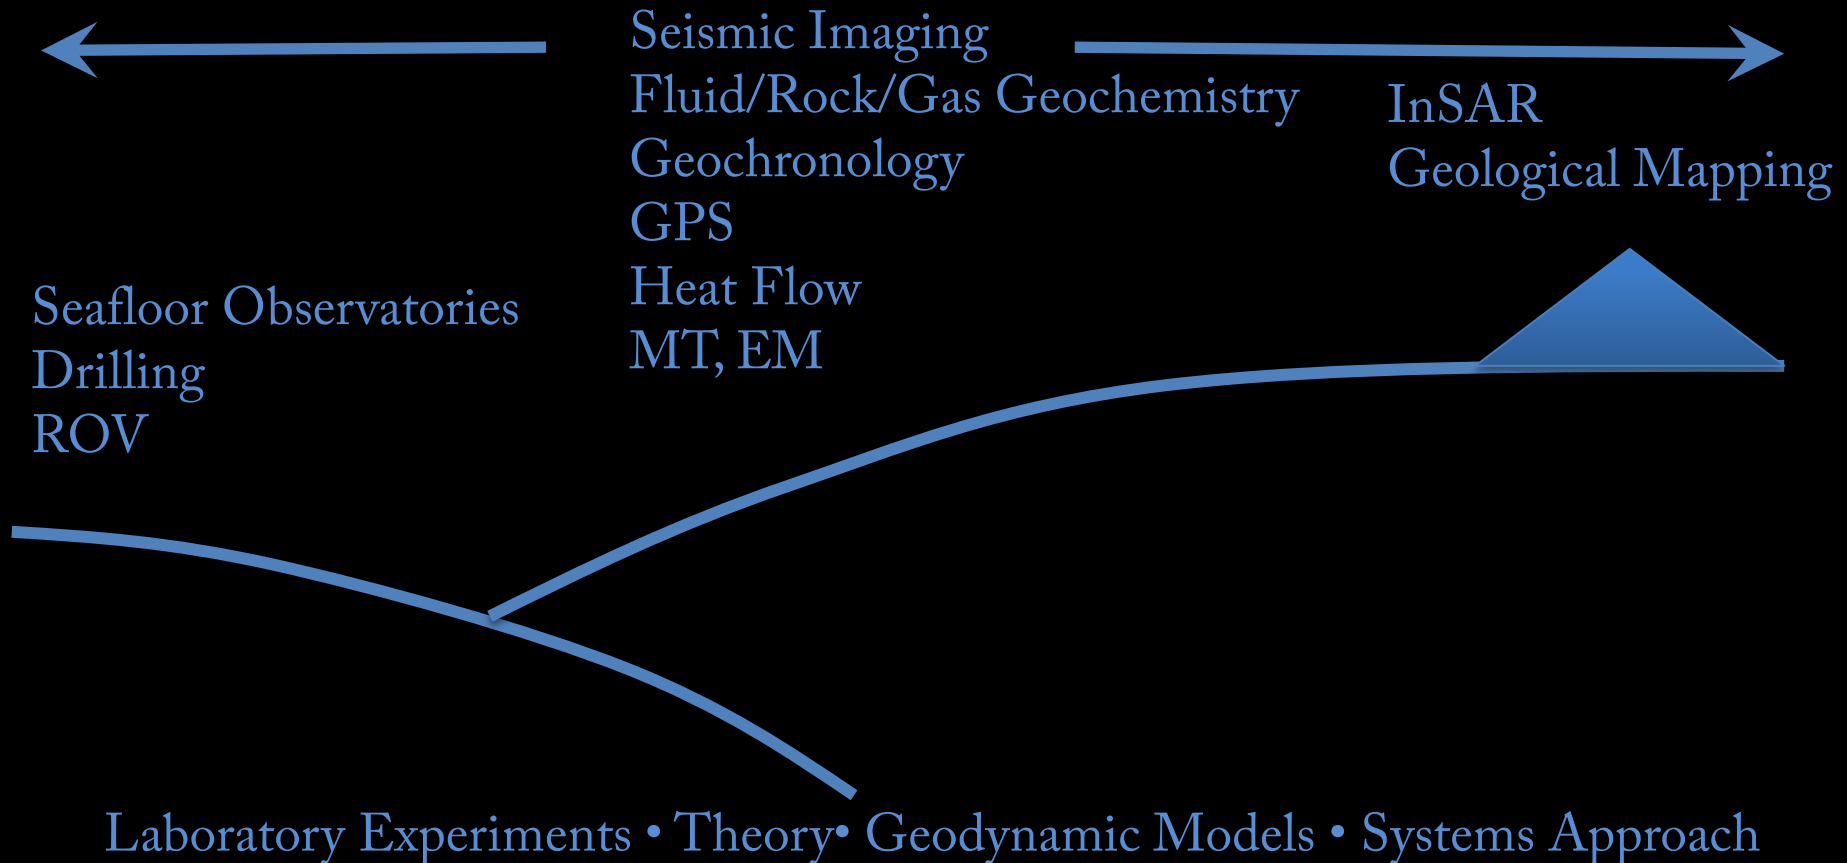 Seismic Imaging
Fluid/Rock/Gas Geochemistry
Geochronology
GPS
Heat Flow
MT, EM
InSAR
Geological Mapping
Seafloor Observatories
Drilling
ROV
Laboratory Experiments • Theory• Geodynamic Models • Systems Approach